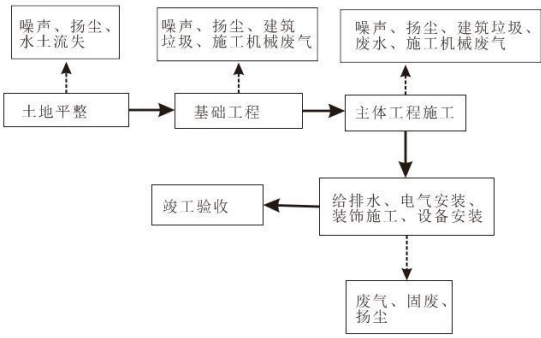 噪声、扬尘、
水土流失
噪声、扬尘、建筑
垃圾、施工机械废气
噪声、扬尘、建筑垃圾、
废水、施工机械废气
土地平整
基础工程
主体工程施工
竣工验收
给排水、电气安装、
装饰施工、设备安装
废气、固废、
扬尘